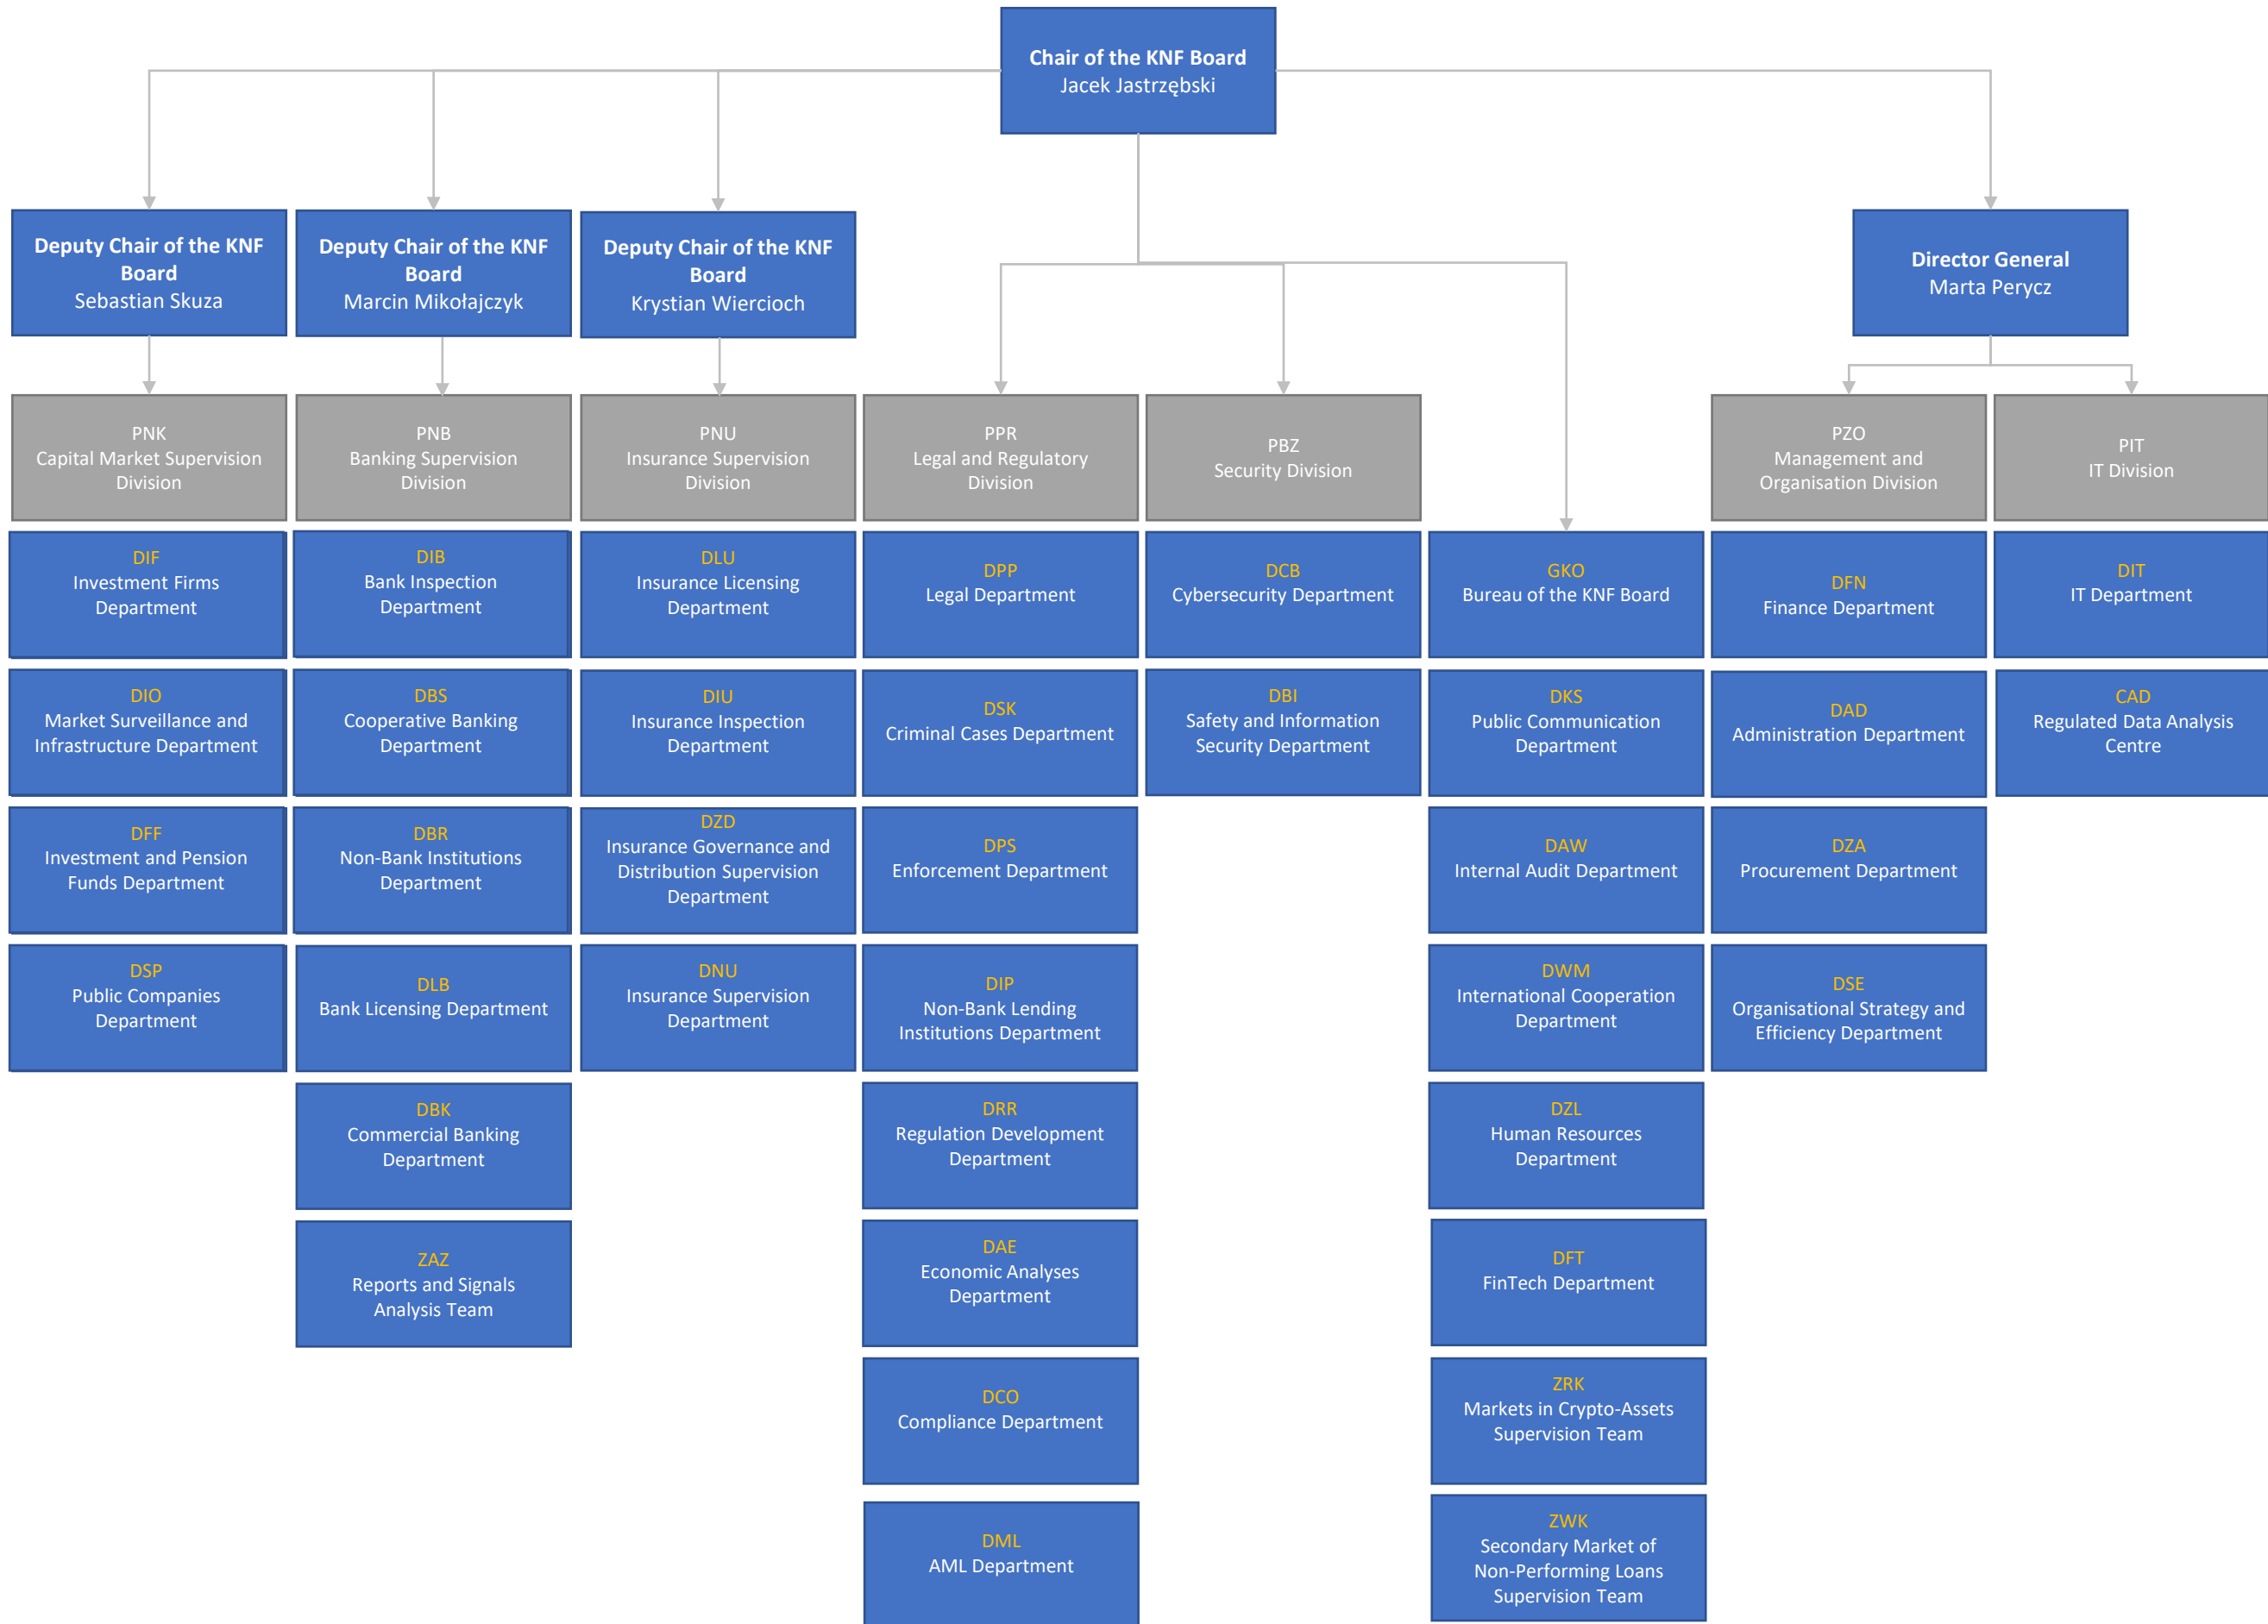 Chair of the KNF Board
Jacek Jastrzębski
Deputy Chair of the KNF
Board
Sebastian Skuza
Deputy Chair of the KNF
Board
Marcin Mikołajczyk
Deputy Chair of the KNF
Board
Krystian Wiercioch
Director General
Marta Perycz
PNK
Capital Market Supervision
Division
PNB
Banking Supervision
Division
PNU
Insurance Supervision
Division
PPR
Legal and Regulatory
Division
PBZ
Security Division
PZO
Management and
Organisation Division
PIT
IT Division
DIF
Investment Firms
Department
DIB
Bank Inspection
Department
DLU
Insurance Licensing
Department
DPP
Legal Department
DCB
Cybersecurity Department
GKO
Bureau of the KNF Board
DFN
Finance Department
DIT
IT Department
DIO
Market Surveillance and
Infrastructure Department
DBS
Cooperative Banking
Department
DIU
Insurance Inspection
Department
DSK
Criminal Cases Department
DBI
Safety and Information
Security Department
DKS
Public Communication
Department
DAD
Administration Department
CAD
Regulated Data Analysis
Centre
DFF
Investment and Pension
Funds Department
DBR
Non-Bank Institutions
Department
DZD
Insurance Governance and
Distribution Supervision
Department
DPS
Enforcement Department
DAW
Internal Audit Department
DZA
Procurement Department
DSP
Public Companies
Department
DLB
Bank Licensing Department
DNU
Insurance Supervision
Department
DIP
Non-Bank Lending
Institutions Department
DWM
International Cooperation
Department
DSE
Organisational Strategy and
Efficiency Department
DBK
Commercial Banking
Department
DRR
Regulation Development
Department
DZL
Human Resources
Department
ZAZ
Reports and Signals
Analysis Team
DAE
Economic Analyses
Department
DFT
FinTech Department
DCO
Compliance Department
ZRK
Markets in Crypto-Assets
Supervision Team
DML
AML Department
ZWK
Secondary Market of
Non-Performing Loans
Supervision Team